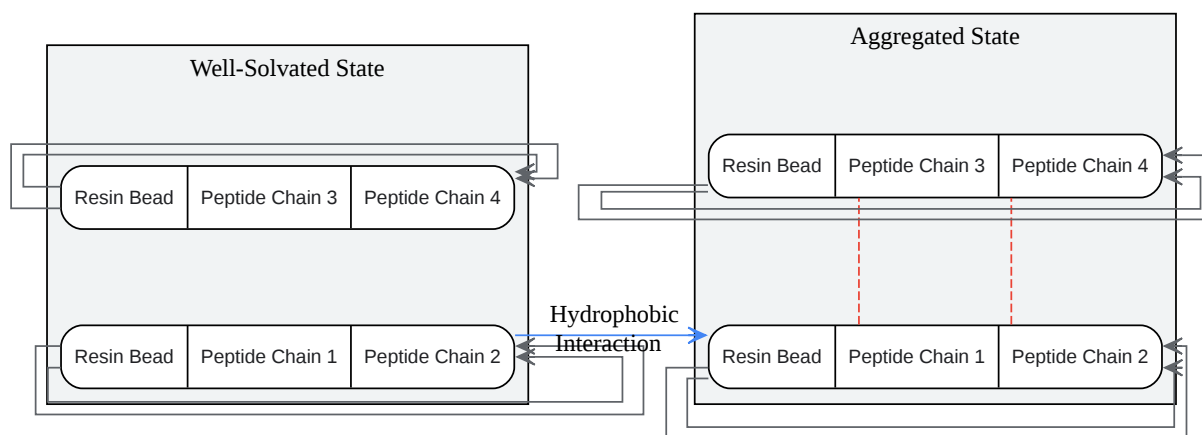 Well-Solvated State
Resin Bead
Peptide Chain 3
Peptide Chain 4
Resin Bead
Peptide Chain 1
Peptide Chain 2
Hydrophobic
Interaction
Aggregated State
Resin Bead
Peptide Chain 3
Peptide Chain 4
Resin Bead
Peptide Chain 1
Peptide Chain 2